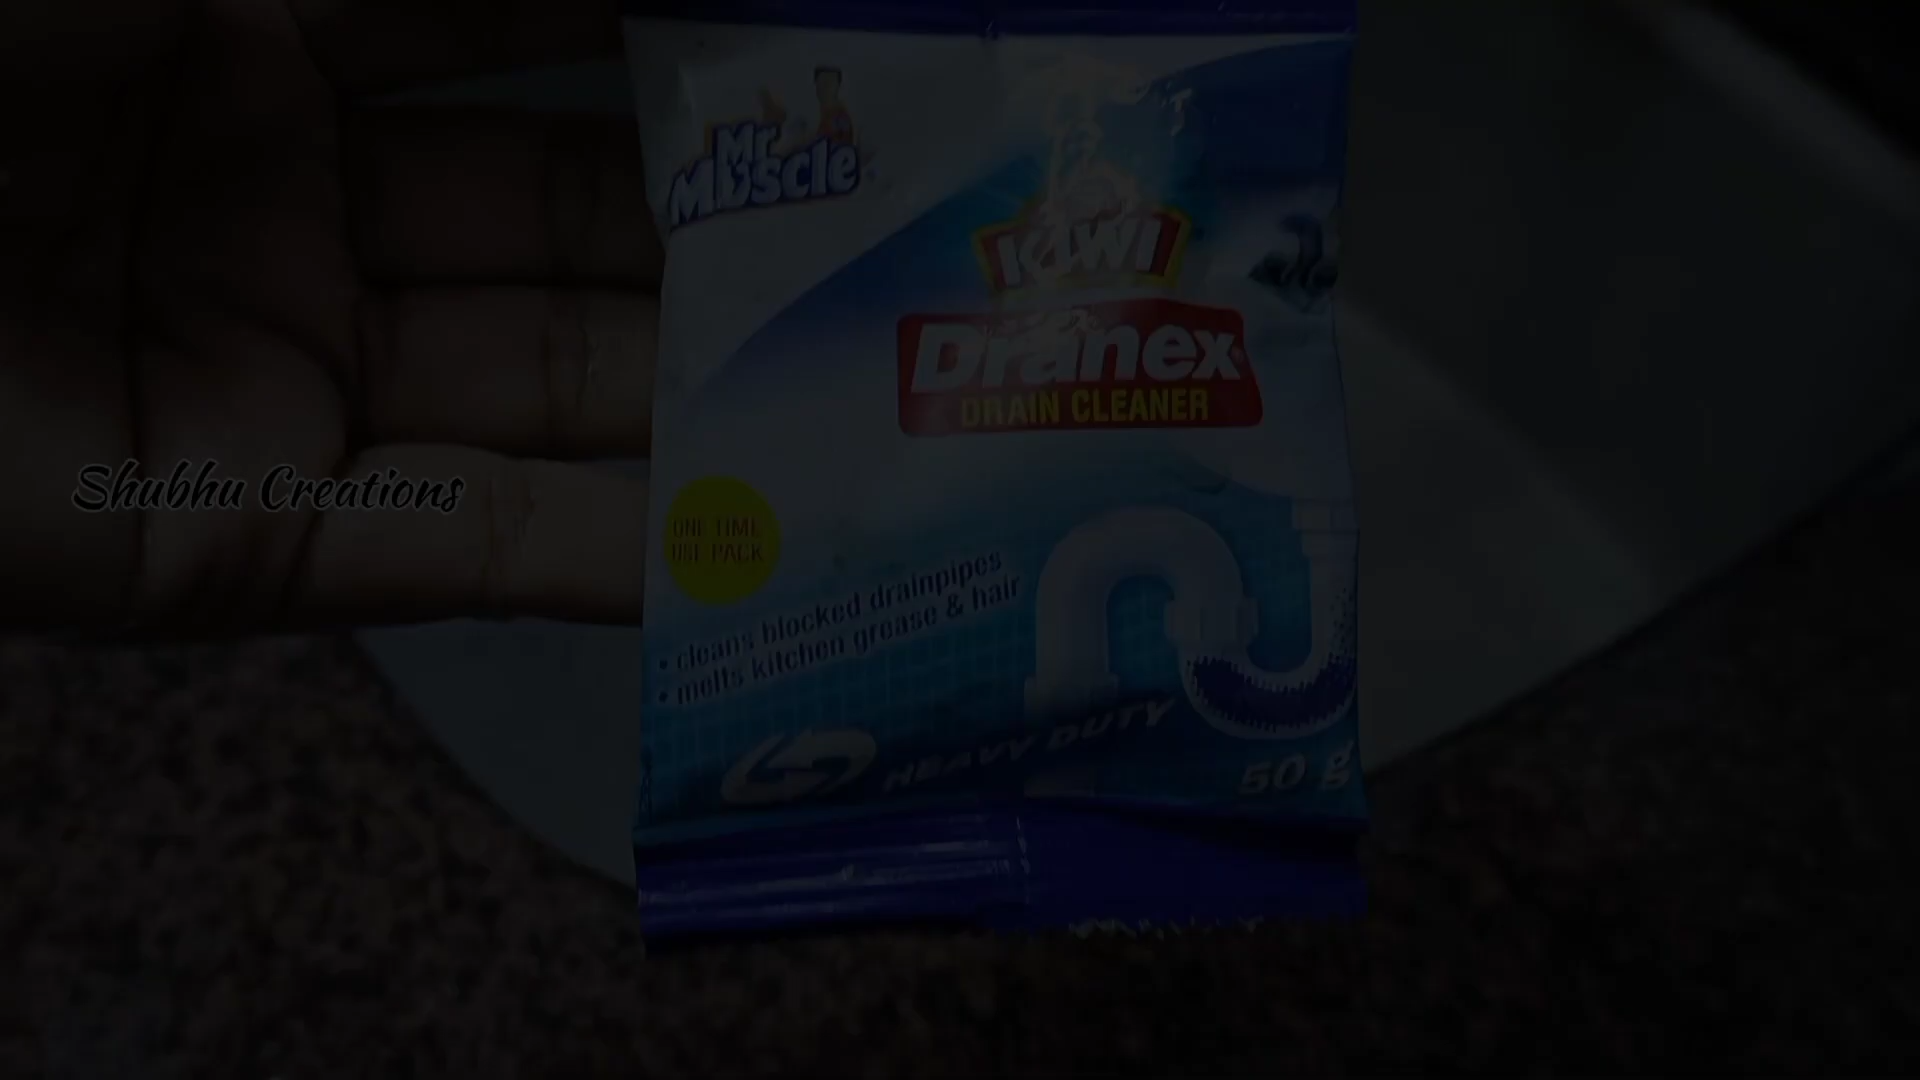 Mr
Muscle
KIWI
Dranex
DRAIN CLEANER
Shubhu Creations
ONE TIME
USE PACK
• cleans blocked drainpipes
• melts kitchen grease & hair
HEAVY DUTY
50 g